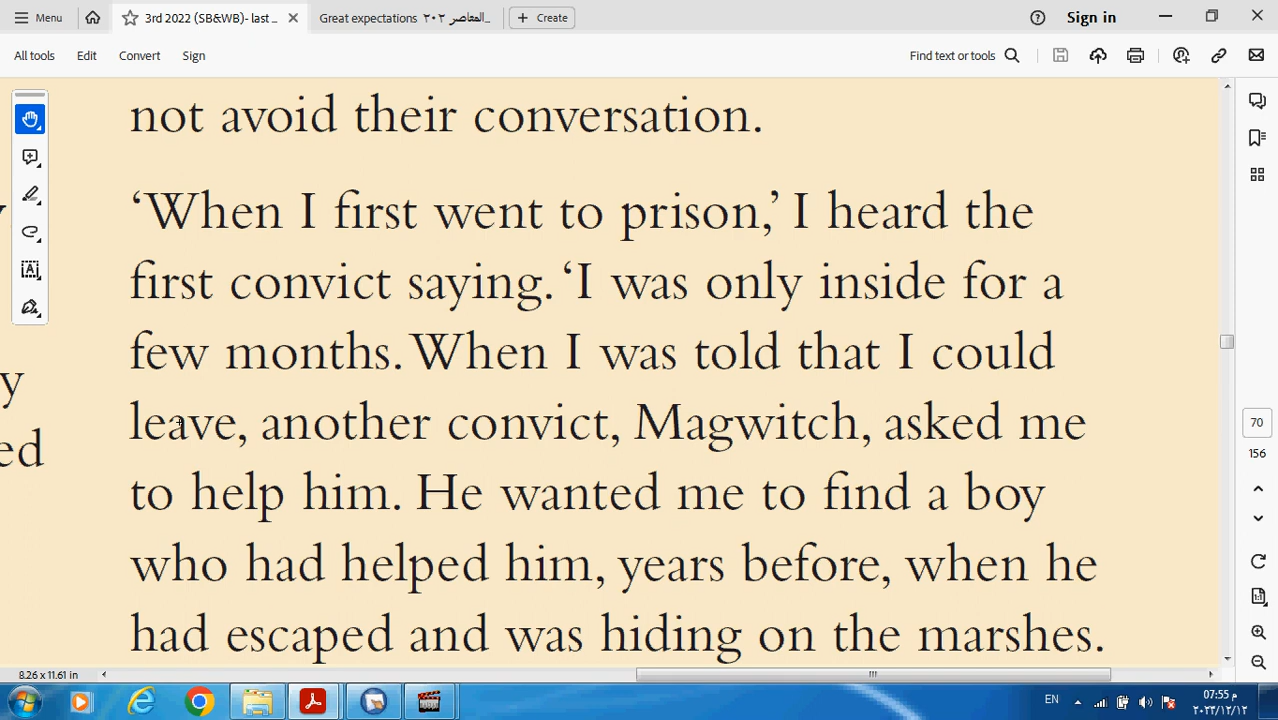 Menu
3rd 2022 (SB&WB)- last ...
Great expectations المعاصر ٢٠٢...
Create
Sign in
All tools
Edit
Convert
Sign
Find text or tools
not avoid their conversation.
‘When I first went to prison,’ I heard the
first convict saying. ‘I was only inside for a
few months. When I was told that I could
leave, another convict, Magwitch, asked me
to help him. He wanted me to find a boy
who had helped him, years before, when he
had escaped and was hiding on the marshes.
y
ed
70
156
8.26 x 11.61 in
EN
07:55 م
٢٠٢٣/١٢/١٢